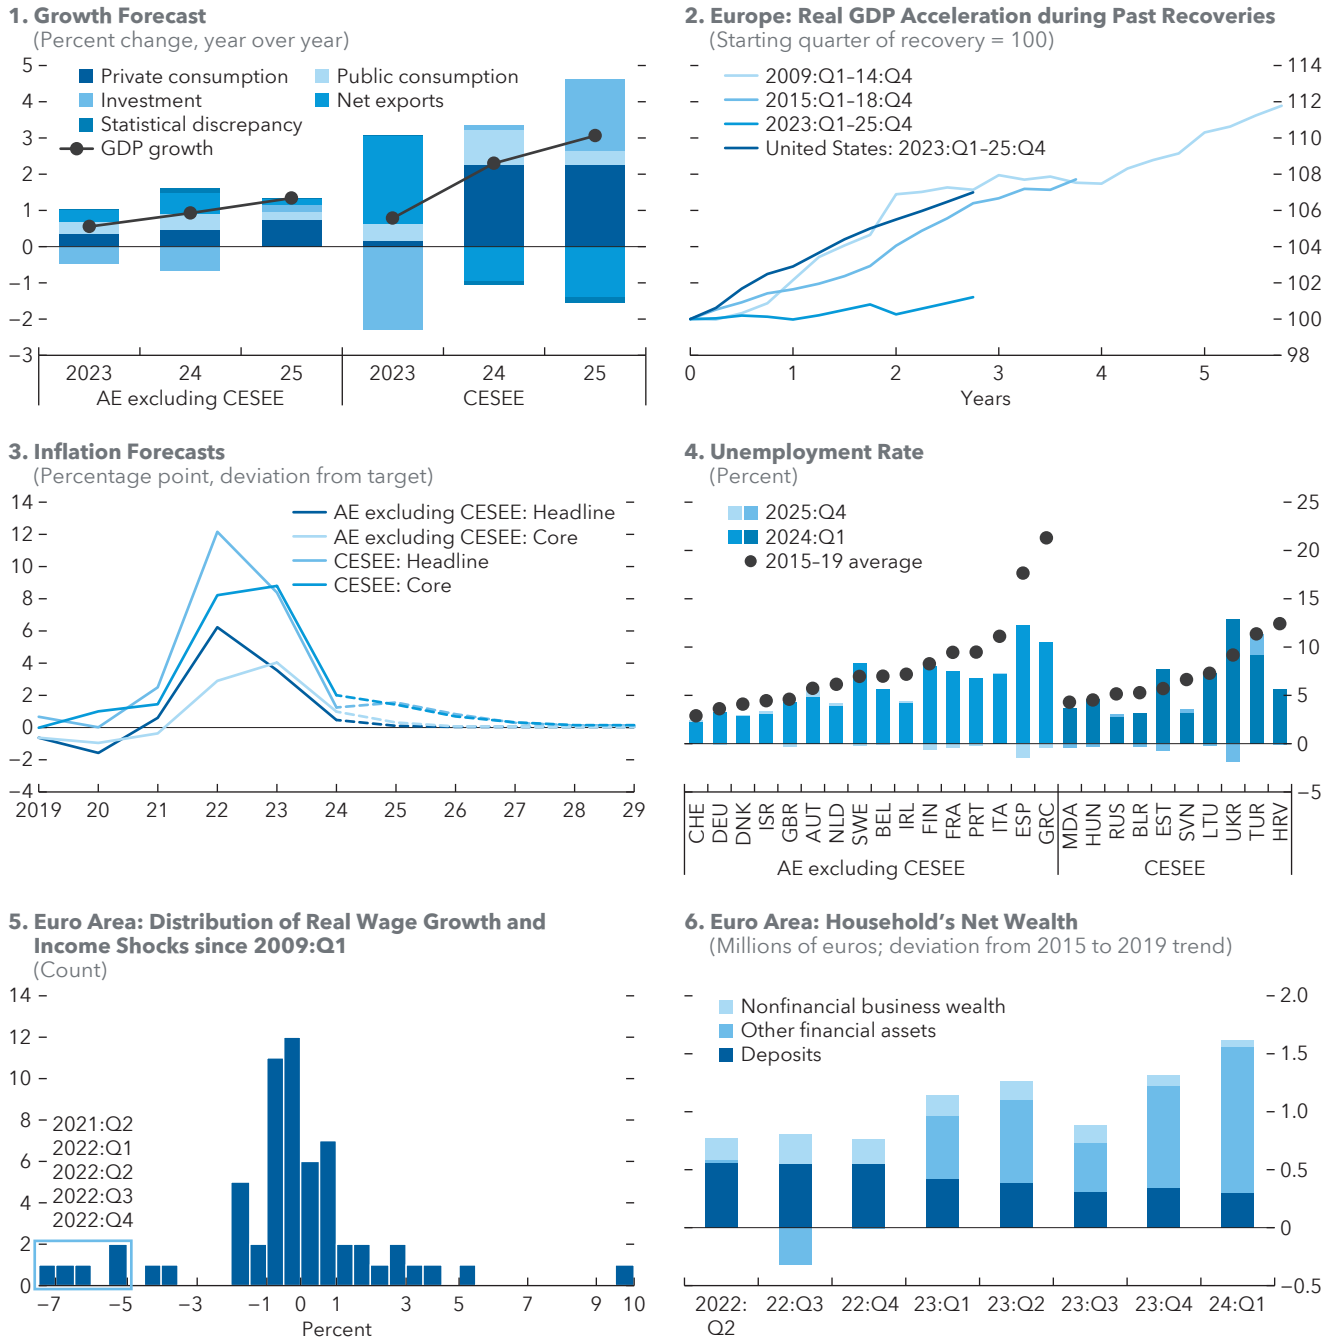 1. Growth Forecast
(Percent change, year over year)
5
4
3
2
1
0
−1
−2
−3
Private consumption
Public consumption
Investment
Net exports
Statistical discrepancy
GDP growth
2023
24
25
2023
24
25
AE excluding CESEE
CESEE
2. Europe: Real GDP Acceleration during Past Recoveries
(Starting quarter of recovery = 100)
2009:Q1–14:Q4
2015:Q1–18:Q4
2023:Q1–25:Q4
United States: 2023:Q1–25:Q4
114
112
110
108
106
104
102
100
98
0
1
2
3
4
5
Years
3. Inflation Forecasts
(Percentage point, deviation from target)
14
12
10
8
6
4
2
0
−2
−4
AE excluding CESEE: Headline
AE excluding CESEE: Core
CESEE: Headline
CESEE: Core
2019
20
21
22
23
24
25
26
27
28
29
4. Unemployment Rate
(Percent)
2025:Q4
2024:Q1
2015–19 average
25
20
15
10
5
0
−5
CHE
DEU
DNK
ISR
GBR
AUT
NLD
SWE
BEL
IRL
FIN
FRA
PRT
ITA
ESP
GRC
MDA
HUN
RUS
BLR
EST
SVN
LTU
UKR
TUR
HRV
AE excluding CESEE
CESEE
5. Euro Area: Distribution of Real Wage Growth and
Income Shocks since 2009:Q1
(Count)
14
12
10
8
6
4
2
0
2021:Q2
2022:Q1
2022:Q2
2022:Q3
2022:Q4
−7
−5
−3
−1
0
1
3
5
7
9
10
Percent
6. Euro Area: Household's Net Wealth
(Millions of euros; deviation from 2015 to 2019 trend)
Nonfinancial business wealth
Other financial assets
Deposits
2.0
1.5
1.0
0.5
0
−0.5
2022:
Q2
22:Q3
22:Q4
23:Q1
23:Q2
23:Q3
23:Q4
24:Q1